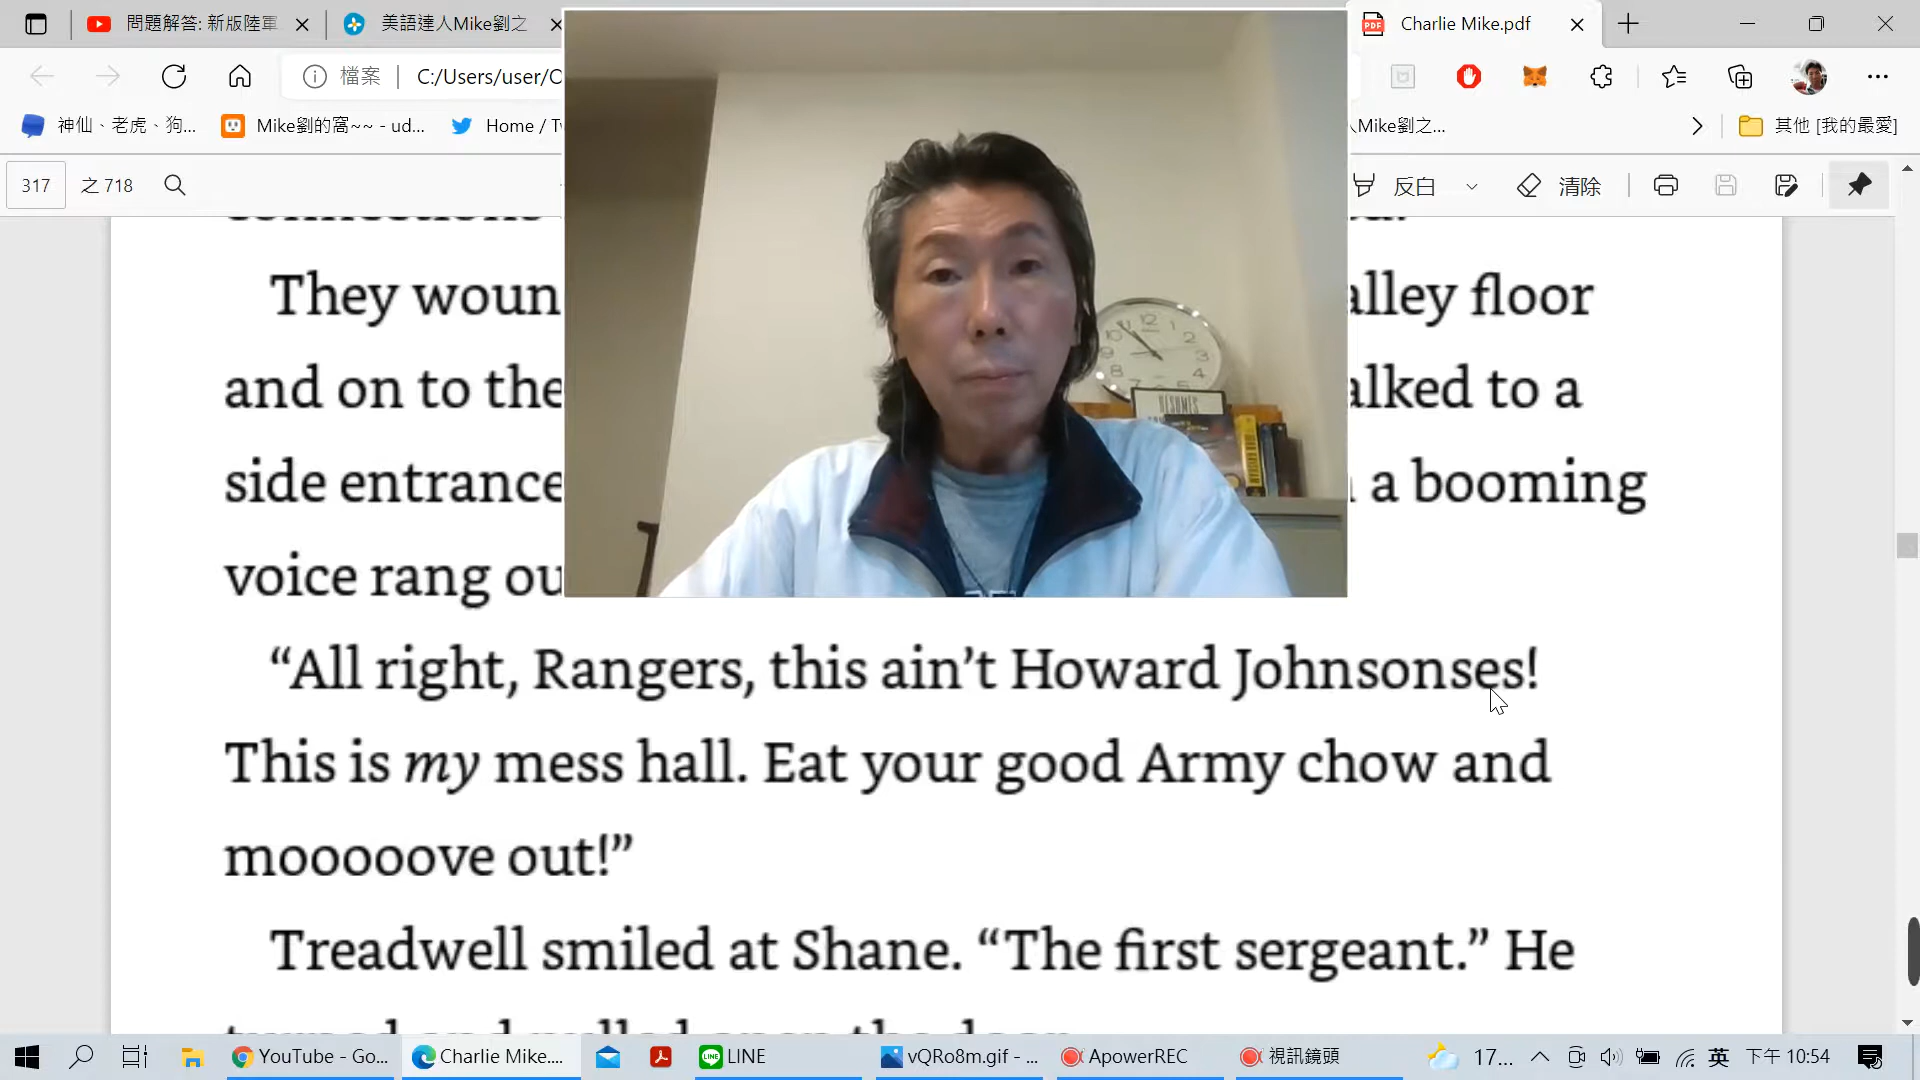 問題解答: 新版陸軍
美語達人Mike劉之
Charlie Mike.pdf
檔案
C:/Users/user/O
神仙、老虎、狗...
Mike劉的窩~~ - ud...
Home / Tw
Mike劉之...
其他 [我的最愛]
317
之 718
反白
清除
They woun
alley floor
and on to the
alked to a
side entrance
a booming
voice rang ou
“All right, Rangers, this ain’t Howard Johnsonses!
This is my mess hall. Eat your good Army chow and
mooooove out!”
Treadwell smiled at Shane. “The first sergeant.” He
YouTube - Go...
Charlie Mike....
LINE
vQRo8m.gif - ...
ApowerREC
視訊鏡頭
17...
英
下午 10:54